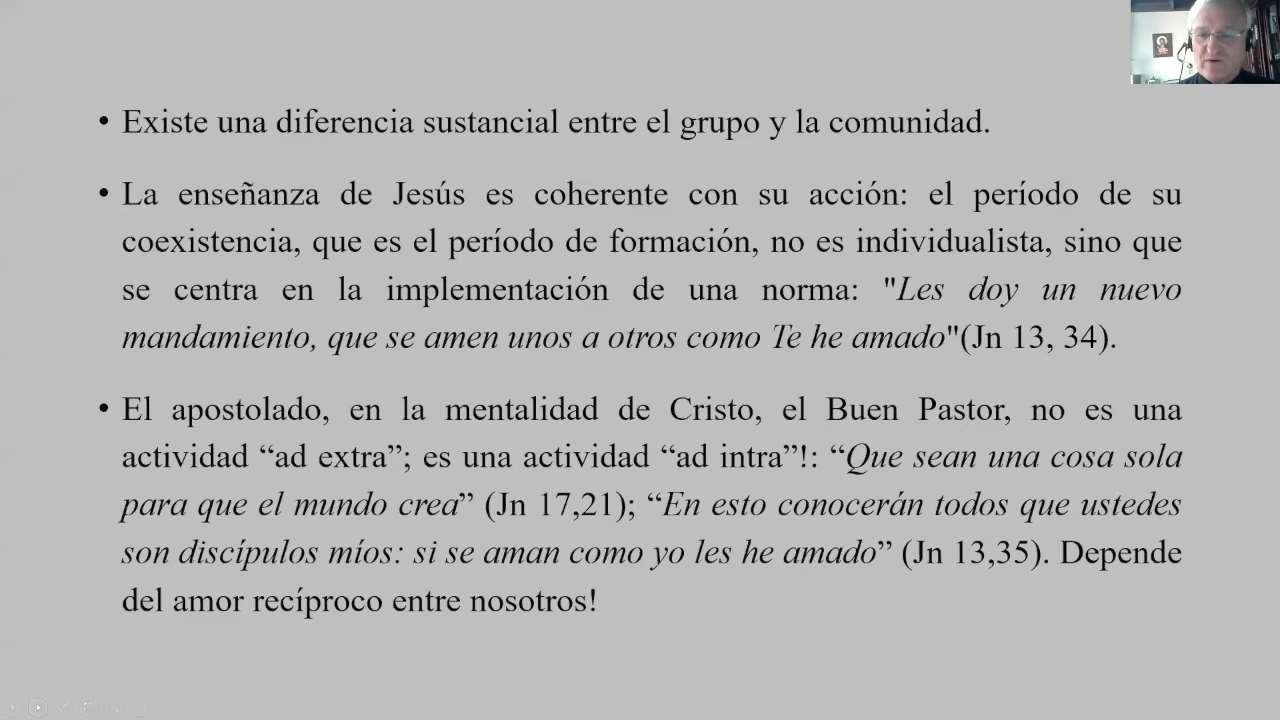 • Existe una diferencia sustancial entre el grupo y la comunidad.
• La enseñanza de Jesús es coherente con su acción: el período de su
coexistencia, que es el período de formación, no es individualista, sino que
se centra en la implementación de una norma: "Les doy un nuevo
mandamiento, que se amen unos a otros como Te he amado"(Jn 13, 34).
• El apostolado, en la mentalidad de Cristo, el Buen Pastor, no es una
actividad “ad extra”; es una actividad “ad intra”!: “Que sean una cosa sola
para que el mundo crea” (Jn 17,21); “En esto conocerán todos que ustedes
son discípulos míos: si se aman como yo les he amado” (Jn 13,35). Depende
del amor recíproco entre nosotros!